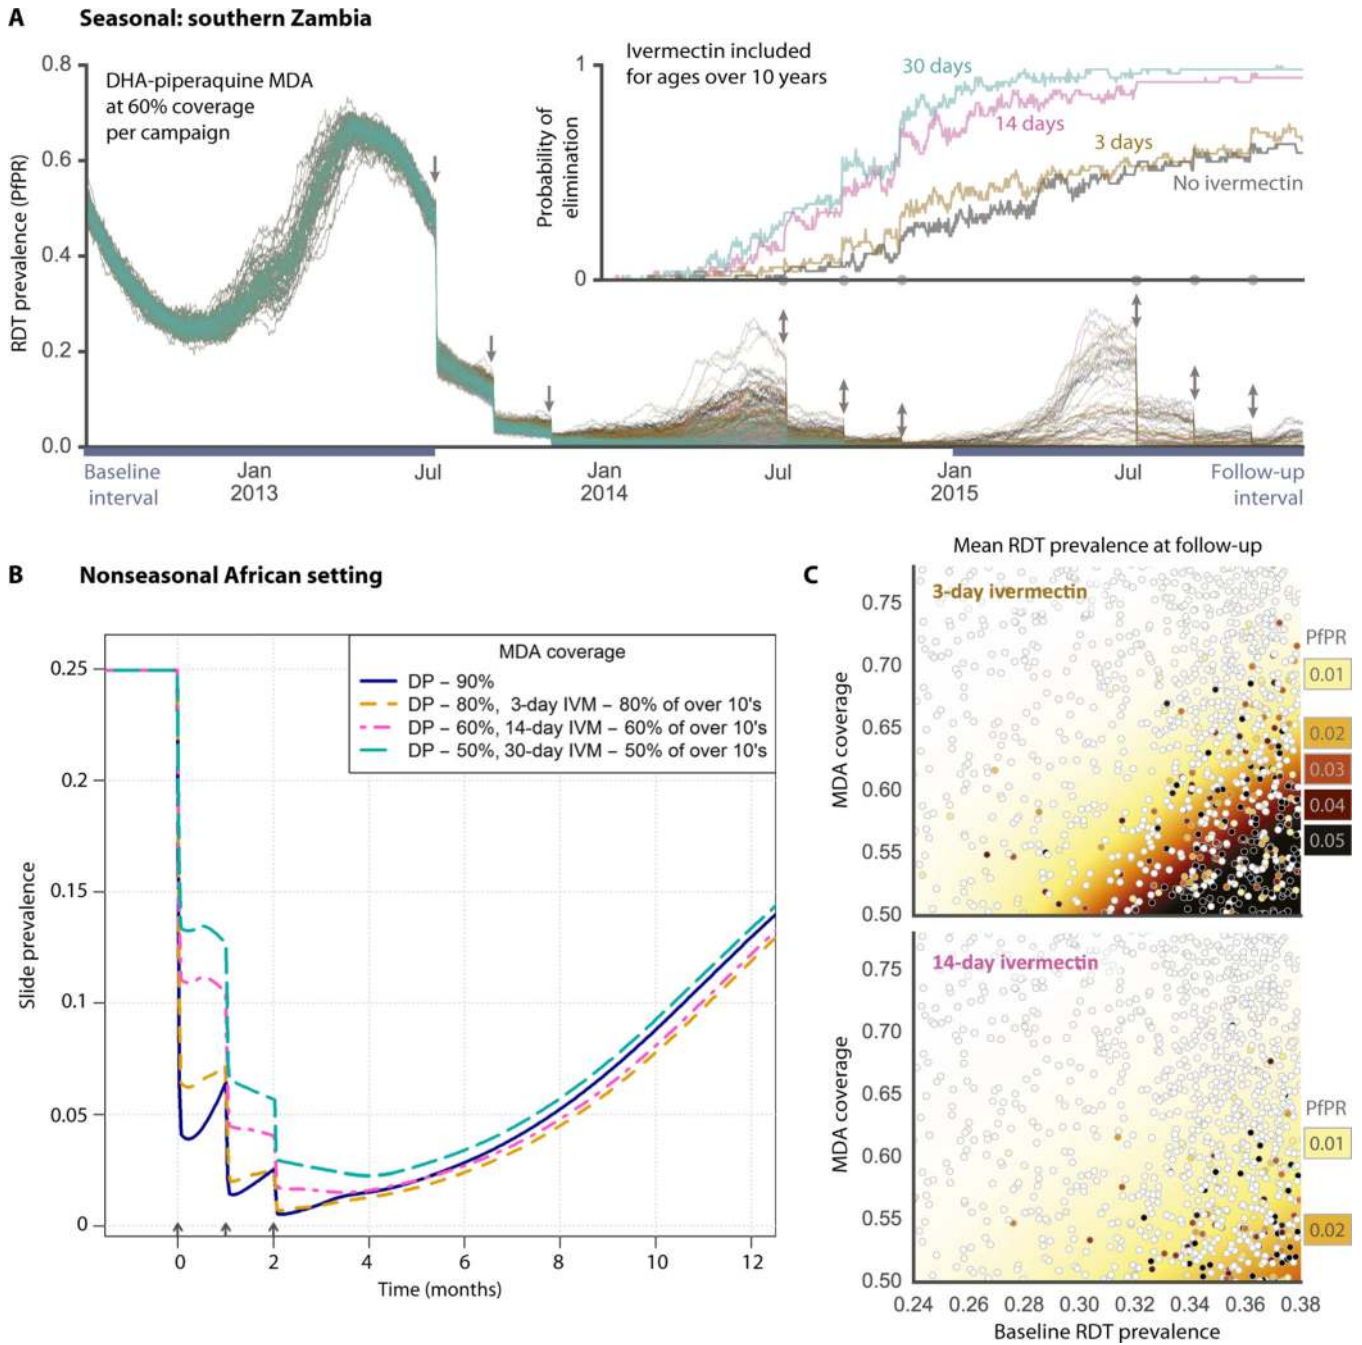 A Seasonal: southern Zambia
DHA-piperaquine MDA
at 60% coverage
per campaign
Ivermectin included
for ages over 10 years
30 days
14 days
3 days
No ivermectin
Probability of
elimination
1
0
RDT prevalence (PfPR)
0.8
0.6
0.4
0.2
0.0
Baseline
interval
Jan
2013
Jul
Jan
2014
Jul
Jan
2015
Jul
Follow-up
interval
B Nonseasonal African setting
MDA coverage
DP – 90%
DP – 80%, 3-day IVM – 80% of over 10's
DP – 60%, 14-day IVM – 60% of over 10's
DP – 50%, 30-day IVM – 50% of over 10's
Slide prevalence
0.25
0.2
0.15
0.1
0.05
0
0 2 4 6 8 10 12
Time (months)
C
Mean RDT prevalence at follow-up
3-day ivermectin
MDA coverage
0.75
0.70
0.65
0.60
0.55
0.50
PfPR
0.01
0.02
0.03
0.04
0.05
14-day ivermectin
MDA coverage
0.75
0.70
0.65
0.60
0.55
0.50
PfPR
0.01
0.02
0.24 0.26 0.28 0.30 0.32 0.34 0.36 0.38
Baseline RDT prevalence